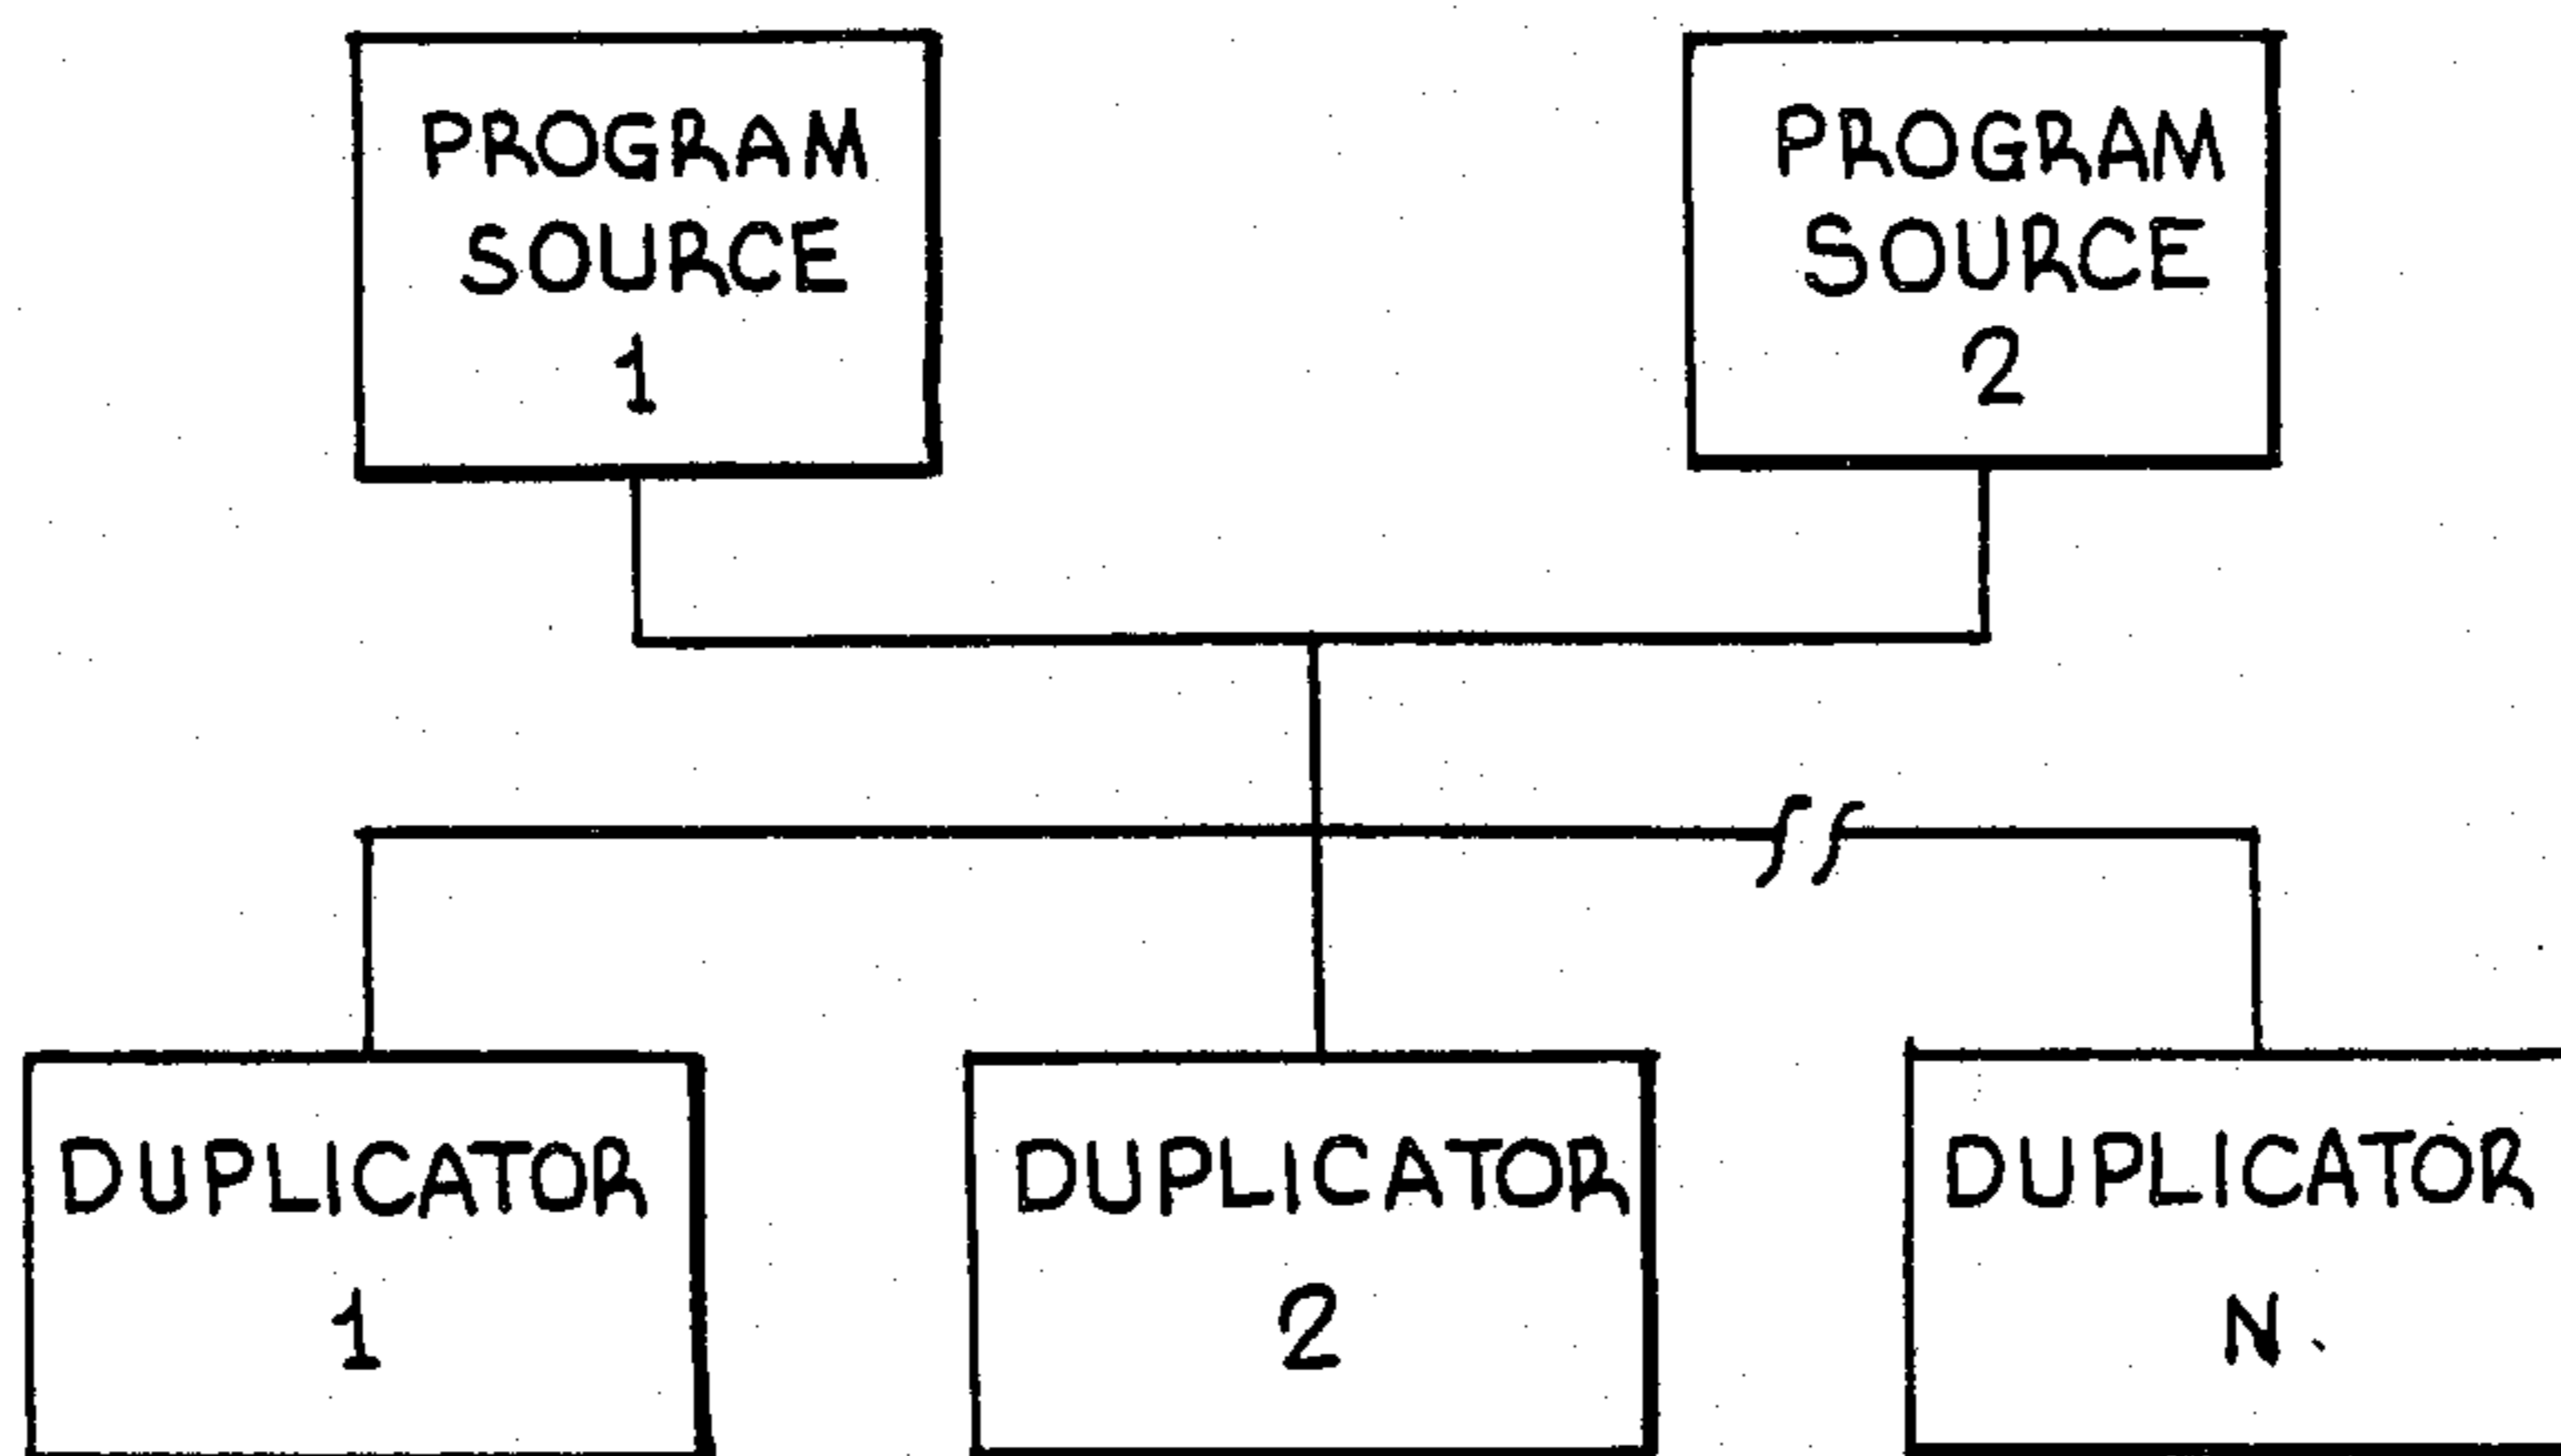 PROGRAM
SOURCE
1
PROGRAM
SOURCE
2
DUPLICATOR
1
DUPLICATOR
2
DUPLICATOR
N